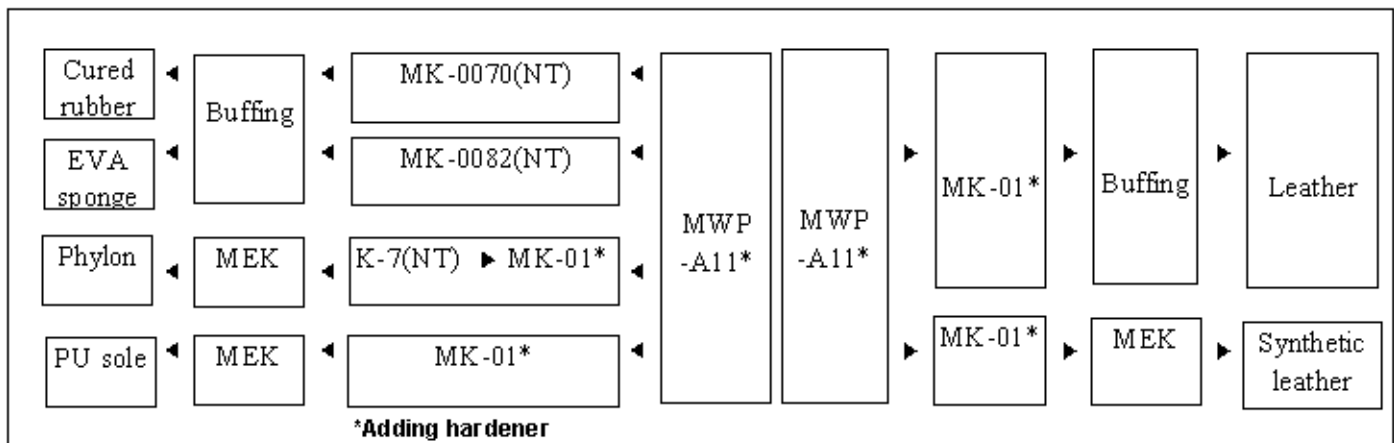 Cured
rubber
Buffing
MK-0070(NT)
EVA
sponge
MK-0082(NT)
Phylon
MEK
K-7(NT) ▶ MK-01*
PU sole
MEK
MK-01*
MWP
-A11*
MWP
-A11*
MK-01*
Buffing
Leather
MK-01*
MEK
Synthetic
leather
*Adding hardener